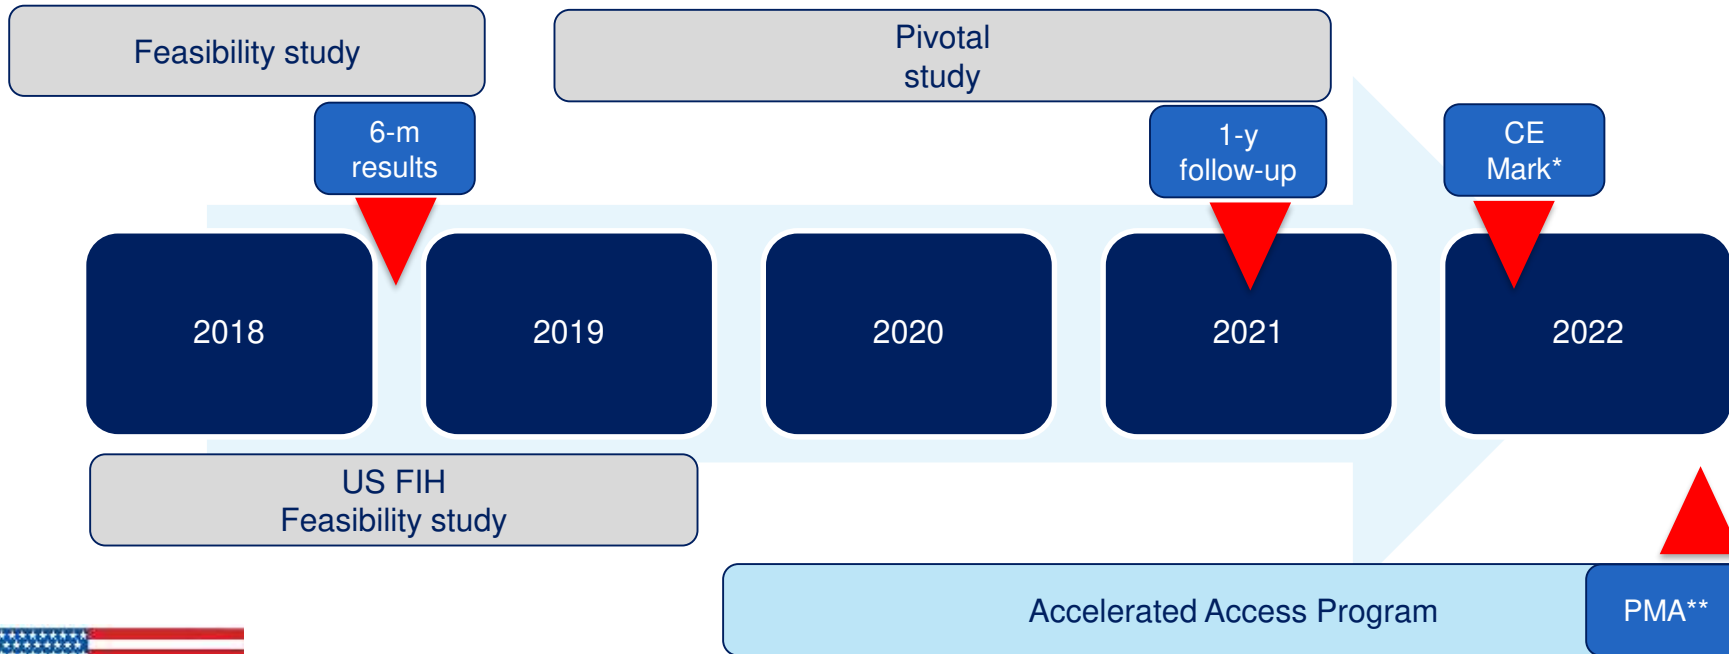 Feasibility study
Pivotal
study
6-m
results
1-y
follow-up
CE
Mark*
2018
2019
2020
2021
2022
US FIH
Feasibility study
Accelerated Access Program
PMA**